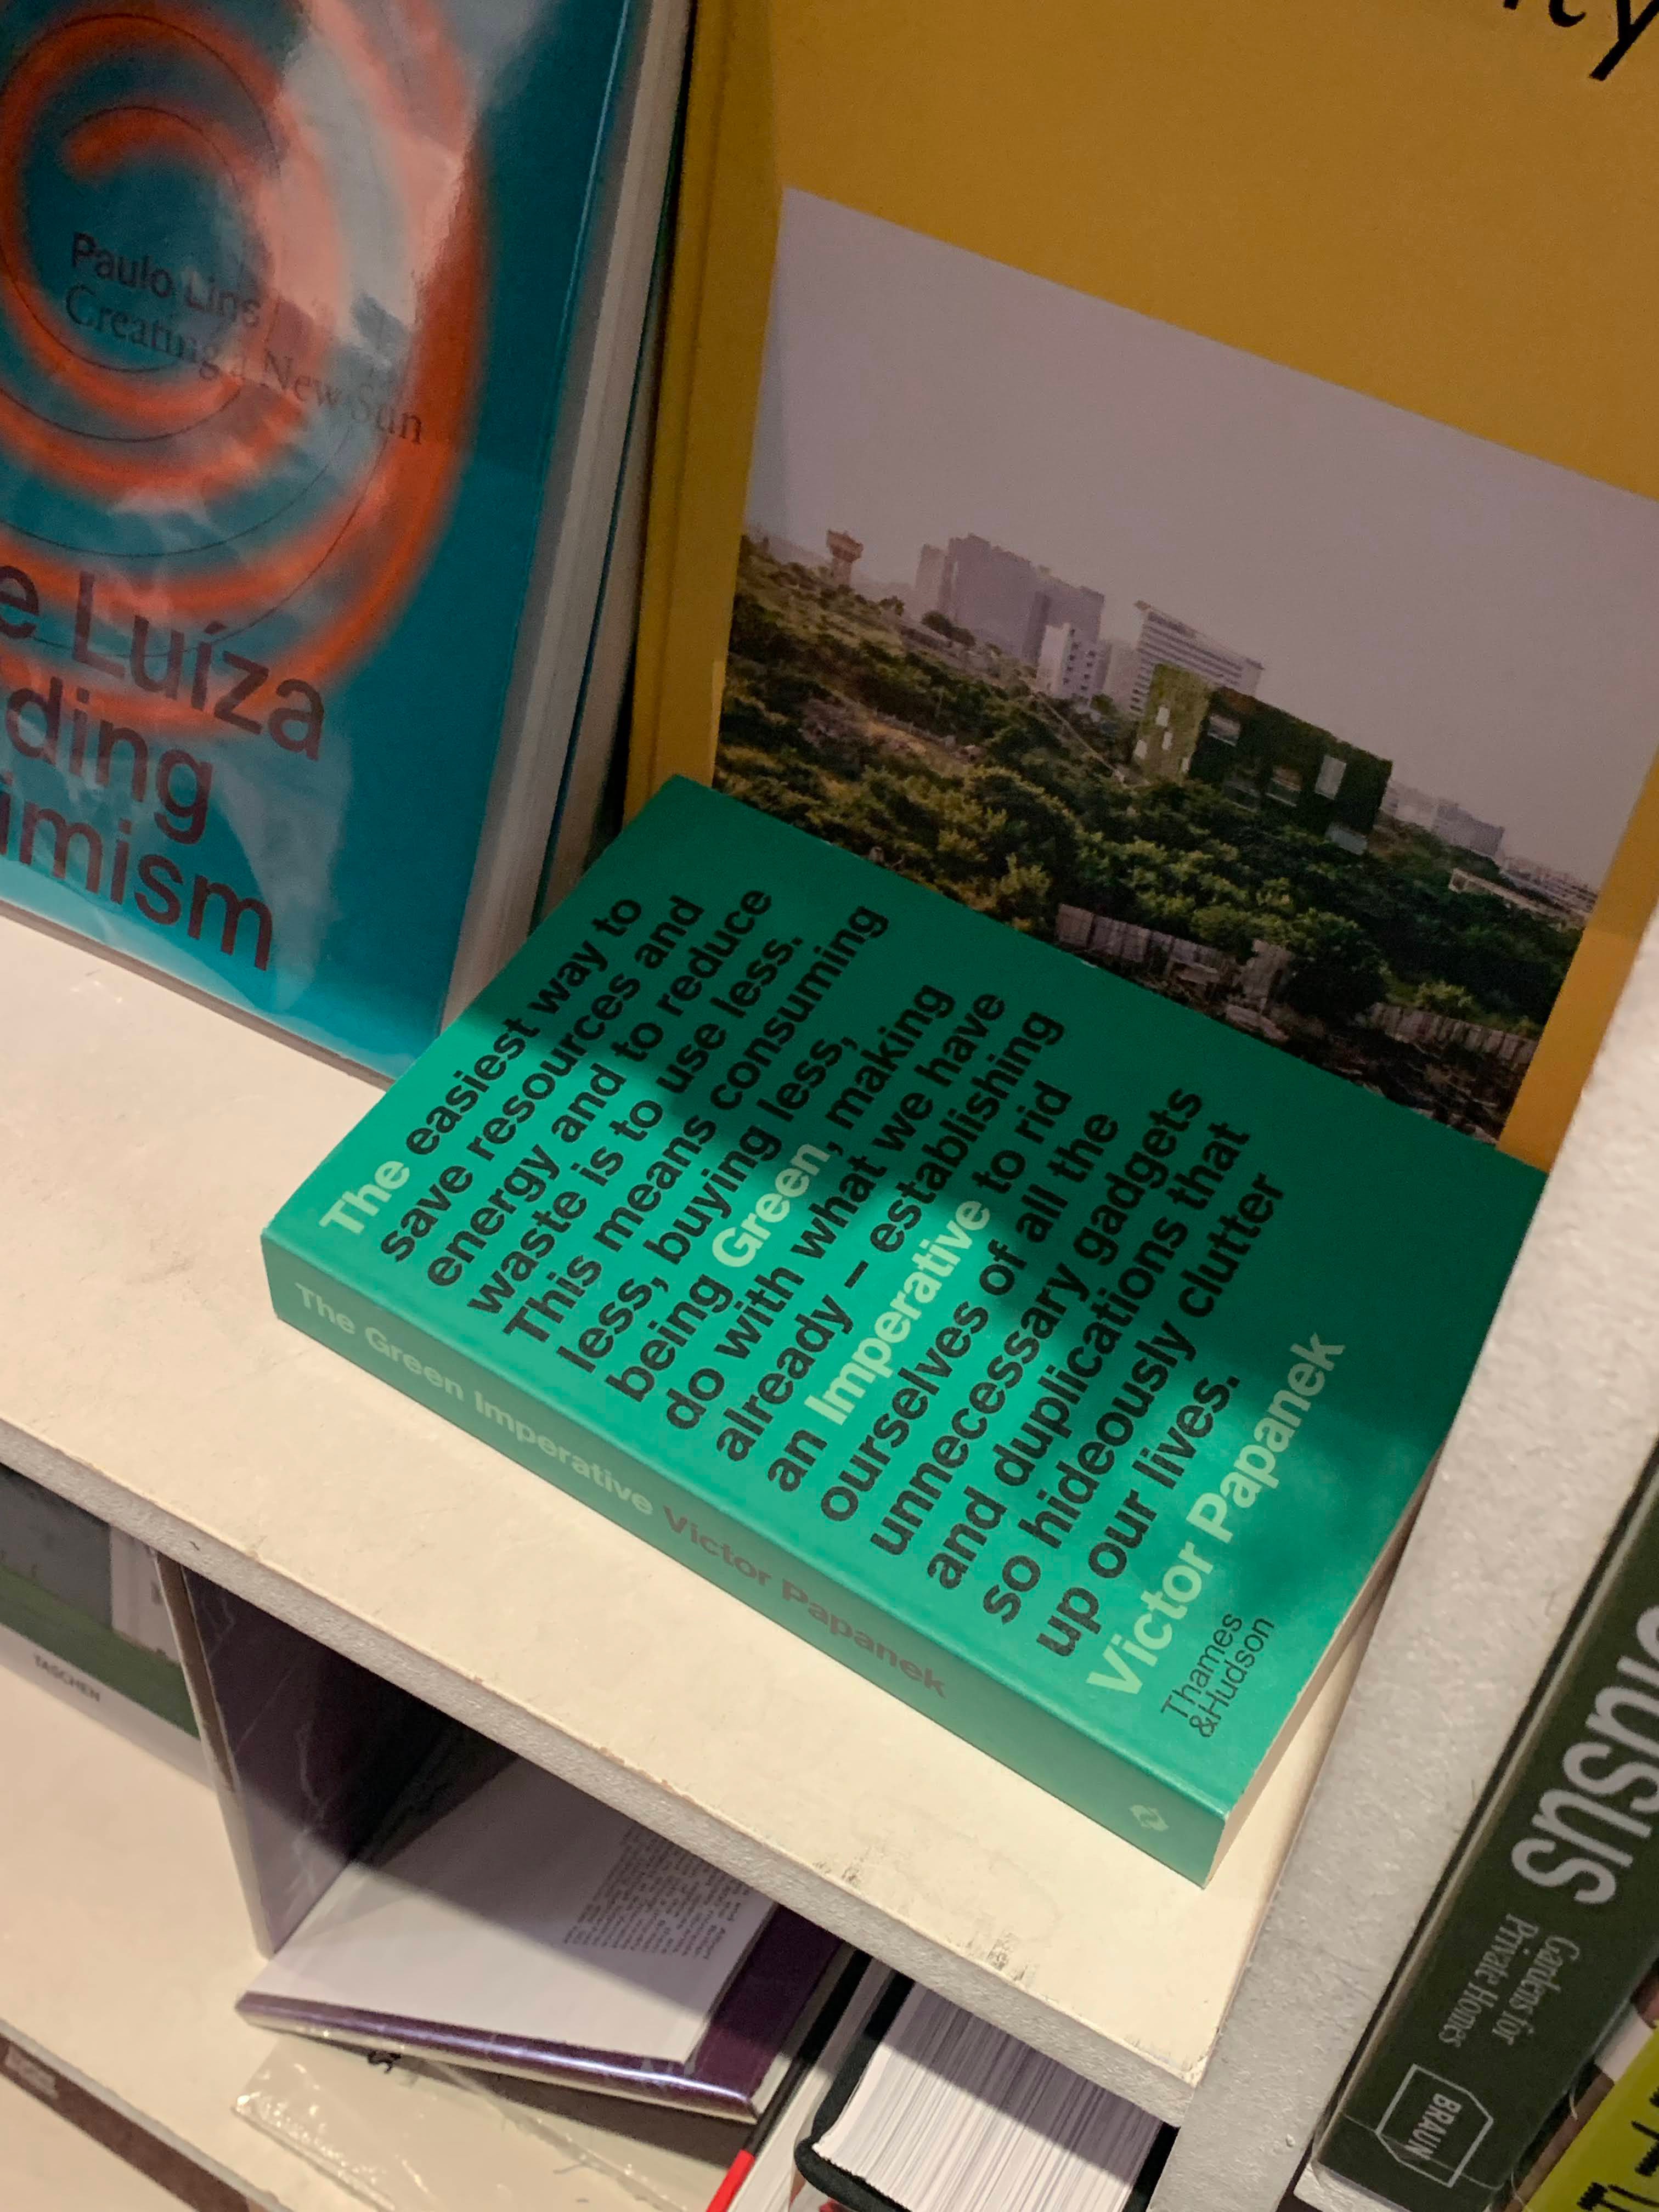 Paulo Lins
Creating a New Sun
e Luíza
ding
imism
The easiest way to
save resources and
energy and to reduce
waste is to use less.
This means consuming
less, buying less,
being Green, making
do with what we have
already – establishing
an Imperative to rid
ourselves of all the
unnecessary gadgets
and duplications that
so hideously clutter
up our lives.
Victor Papanek
Thames
&Hudson
The Green Imperative Victor Papanek
TASCHEN
Gardens for
Private Homes
BRAUN